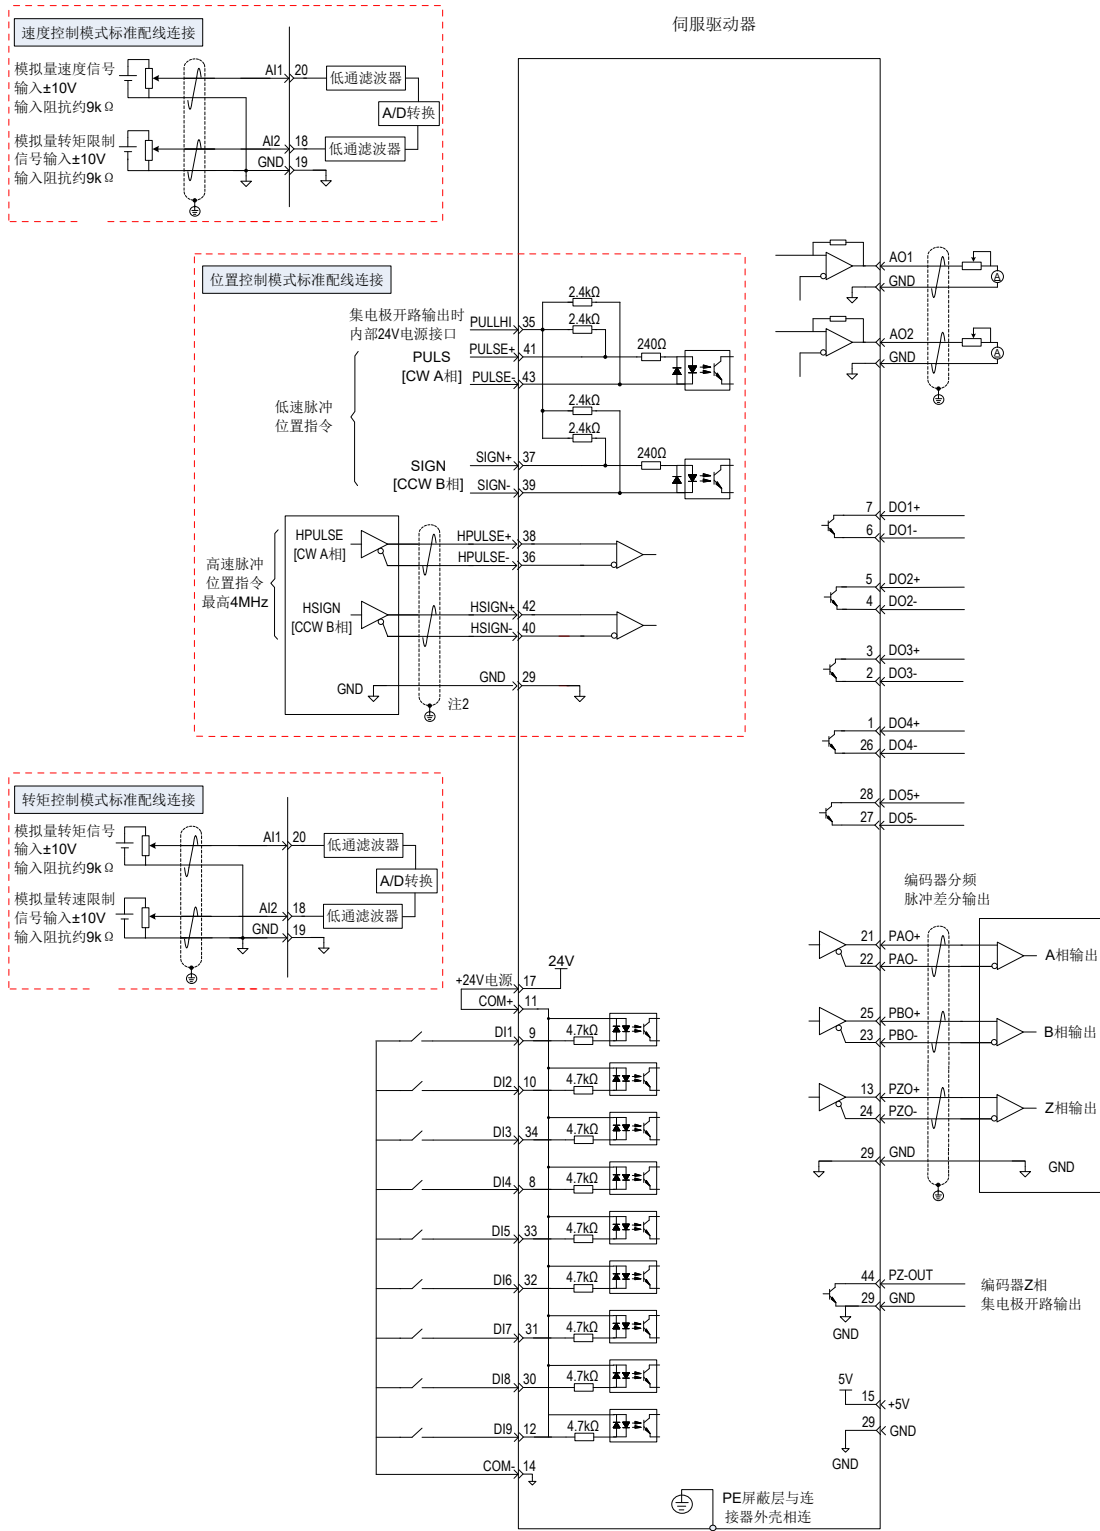 伺服驱动器
速度控制模式标准配线连接
模拟量速度信号
输入±10V
输入阻抗约9kΩ
AI1 20
低通滤波器
A/D转换
模拟量转矩限制
信号输入±10V
输入阻抗约9kΩ
AI2 18
低通滤波器
GND 19
位置控制模式标准配线连接
集电极开路输出时
内部24V电源接口
PULLHI 35
2.4kΩ
2.4kΩ
PULS
[CW A相]
PULSE+ 41
240Ω
PULSE- 43
低速脉冲
位置指令
2.4kΩ
2.4kΩ
SIGN
[CCW B相]
SIGN+ 37
240Ω
SIGN- 39
高速脉冲
位置指令
最高4MHz
HPULSE
[CW A相]
HPULSE+ 38
HPULSE- 36
HSIGN
[CCW B相]
HSIGN+ 42
HSIGN- 40
GND
GND 29
注2
转矩控制模式标准配线连接
模拟量转矩信号
输入±10V
输入阻抗约9kΩ
AI1 20
低通滤波器
A/D转换
模拟量转速限制
信号输入±10V
输入阻抗约9kΩ
AI2 18
低通滤波器
GND 19
+24V电源 17
24V
COM+ 11
DI1 9
4.7kΩ
DI2 10
4.7kΩ
DI3 34
4.7kΩ
DI4 8
4.7kΩ
DI5 33
4.7kΩ
DI6 32
4.7kΩ
DI7 31
4.7kΩ
DI8 30
4.7kΩ
DI9 12
4.7kΩ
COM- 14
PE屏蔽层与连
接器外壳相连
AO1
GND
A
AO2
GND
A
7 DO1+
6 DO1-
5 DO2+
4 DO2-
3 DO3+
2 DO3-
1 DO4+
26 DO4-
28 DO5+
27 DO5-
编码器分频
脉冲差分输出
21 PAO+
22 PAO-
A相输出
25 PBO+
23 PBO-
B相输出
13 PZO+
24 PZO-
Z相输出
29 GND
GND
44 PZ-OUT
29 GND
GND
编码器Z相
集电极开路输出
5V
15 +5V
29 GND
GND